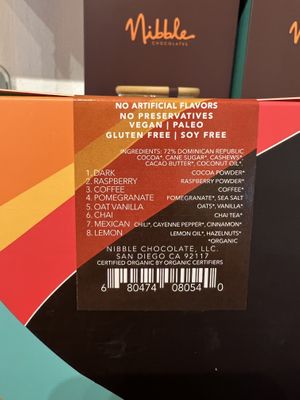 Nibble
CHOCOLATES
NO ARTIFICIAL FLAVORS
NO PRESERVATIVES
VEGAN | PALEO
GLUTEN FREE | SOY FREE
*INGREDIENTS: 72% DOMINICAN REPUBLIC
COCOA*, CANE SUGAR*, CASHEWS*,
CACAO BUTTER*, COCONUT OIL*,
1. DARK COCOA POWDER*
2. RASPBERRY RASPBERRY POWDER*
3. COFFEE COFFEE*
4. POMEGRANATE POMEGRANATE*, SEA SALT
5. OAT VANILLA OATS*, VANILLA*
6. CHAI CHAI TEA*
7. MEXICAN CHILI*, CAYENNE PEPPER*, CINNAMON*
8. LEMON LEMON OIL*, HAZELNUTS*
*ORGANIC
NIBBLE CHOCOLATE, LLC.
SAN DIEGO CA 92117
6 80474 08054 0
CERTIFIED ORGANIC BY ORGANIC CERTIFIERS